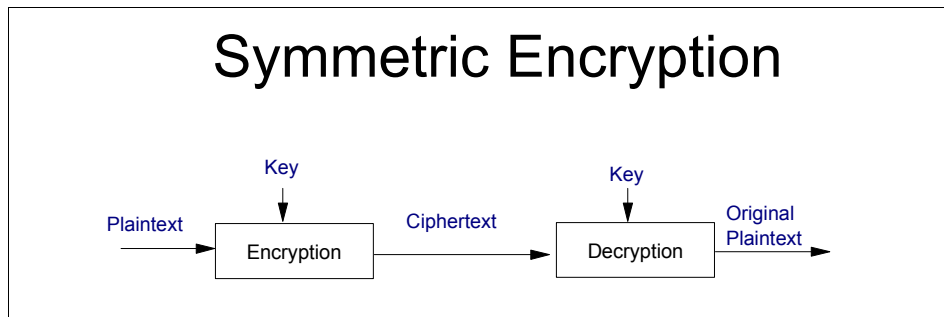 Symmetric Encryption
Key
Key
Plaintext
Ciphertext
Original
Plaintext
Encryption
Decryption